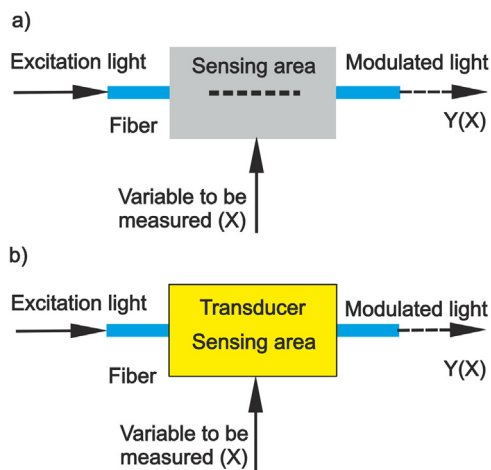 a)
Excitation light
Sensing area
Modulated light
Fiber
Y(X)
Variable to be
measured (X)
b)
Excitation light
Transducer
Modulated light
Sensing area
Fiber
Y(X)
Variable to be
measured (X)